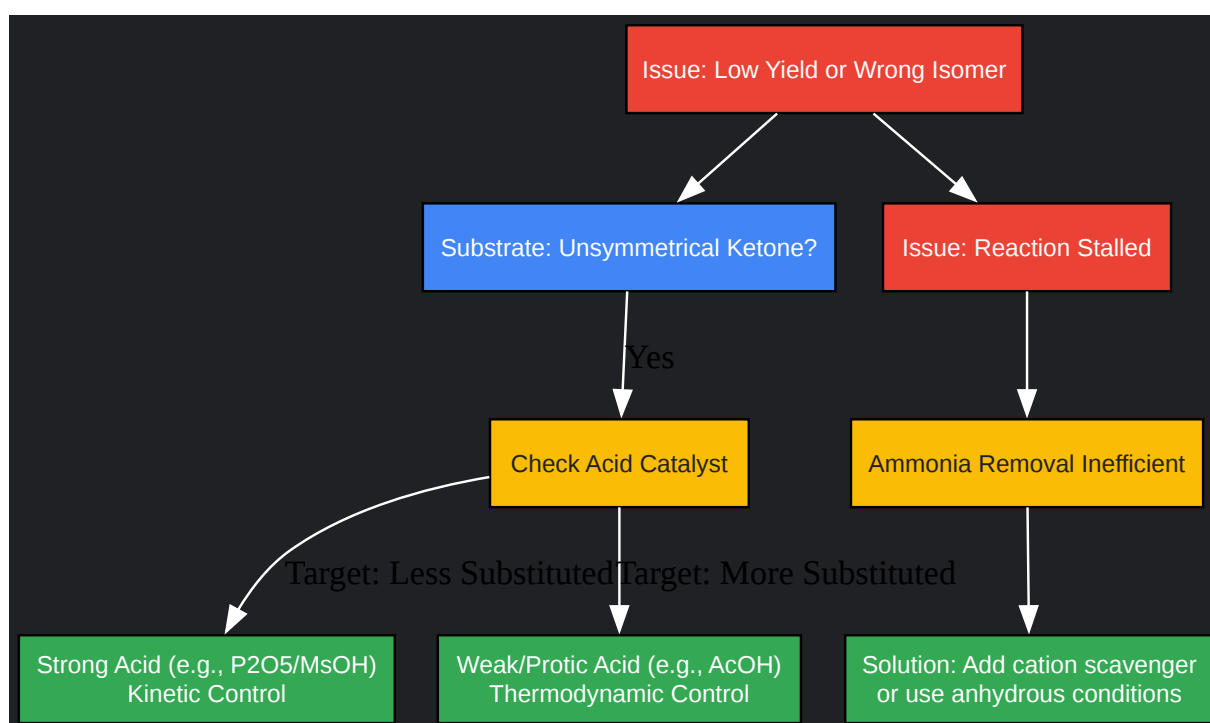 Issue: Low Yield or Wrong Isomer
Substrate: Unsymmetrical Ketone?
Issue: Reaction Stalled
Yes
Check Acid Catalyst
Ammonia Removal Inefficient
Target: Less Substituted
Target: More Substituted
Strong Acid (e.g., P2O5/MsOH)
Kinetic Control
Weak/Protic Acid (e.g., AcOH)
Thermodynamic Control
Solution: Add cation scavenger
or use anhydrous conditions